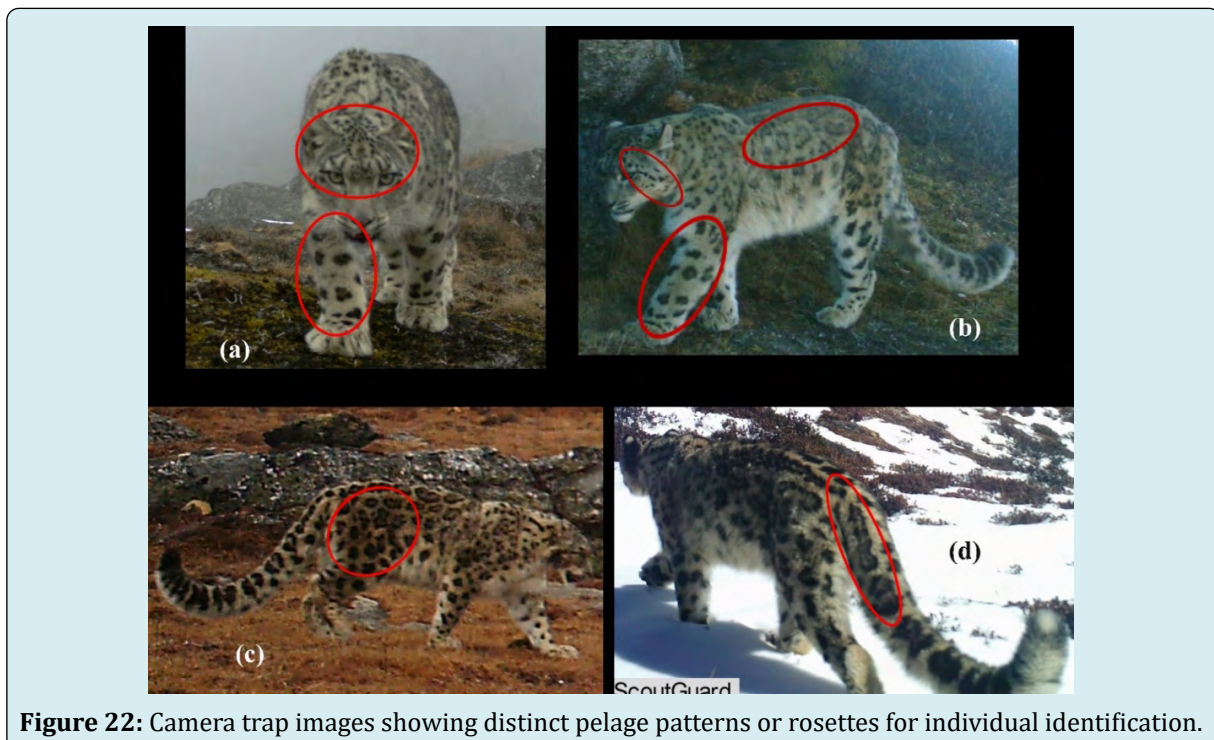 (a)
(b)
(c)
(d)
ScoutGuard
Figure 22: Camera trap images showing distinct pelage patterns or rosettes for individual identification.